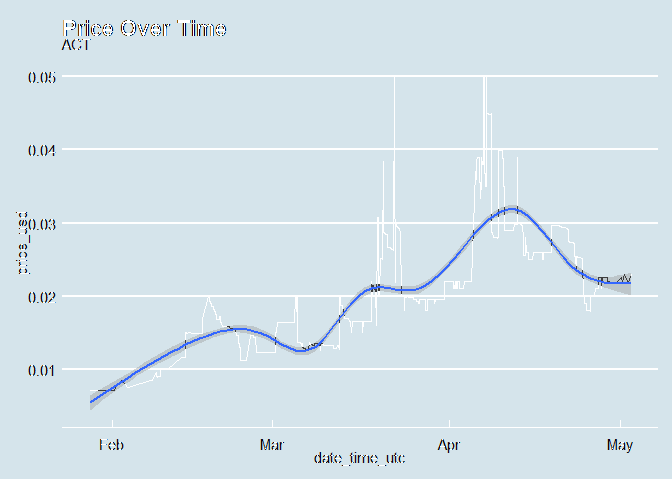 Price Over Time
ACT
0.05
0.04
0.03
0.02
0.01
price_usd
Feb
Mar
Apr
May
date_time_utc